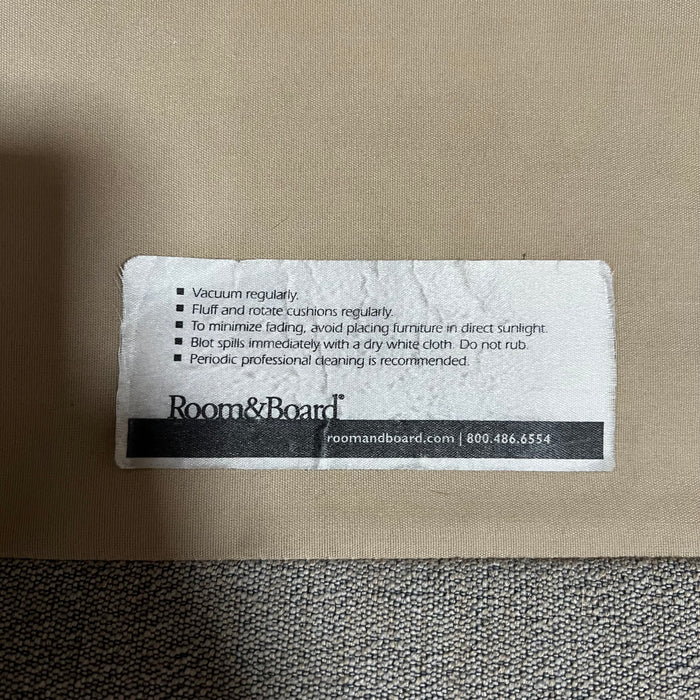 ■ Vacuum regularly.
■ Fluff and rotate cushions regularly.
■ To minimize fading, avoid placing furniture in direct sunlight.
■ Blot spills immediately with a dry white cloth. Do not rub.
■ Periodic professional cleaning is recommended.
Room&Board®
roomandboard.com | 800.486.6554